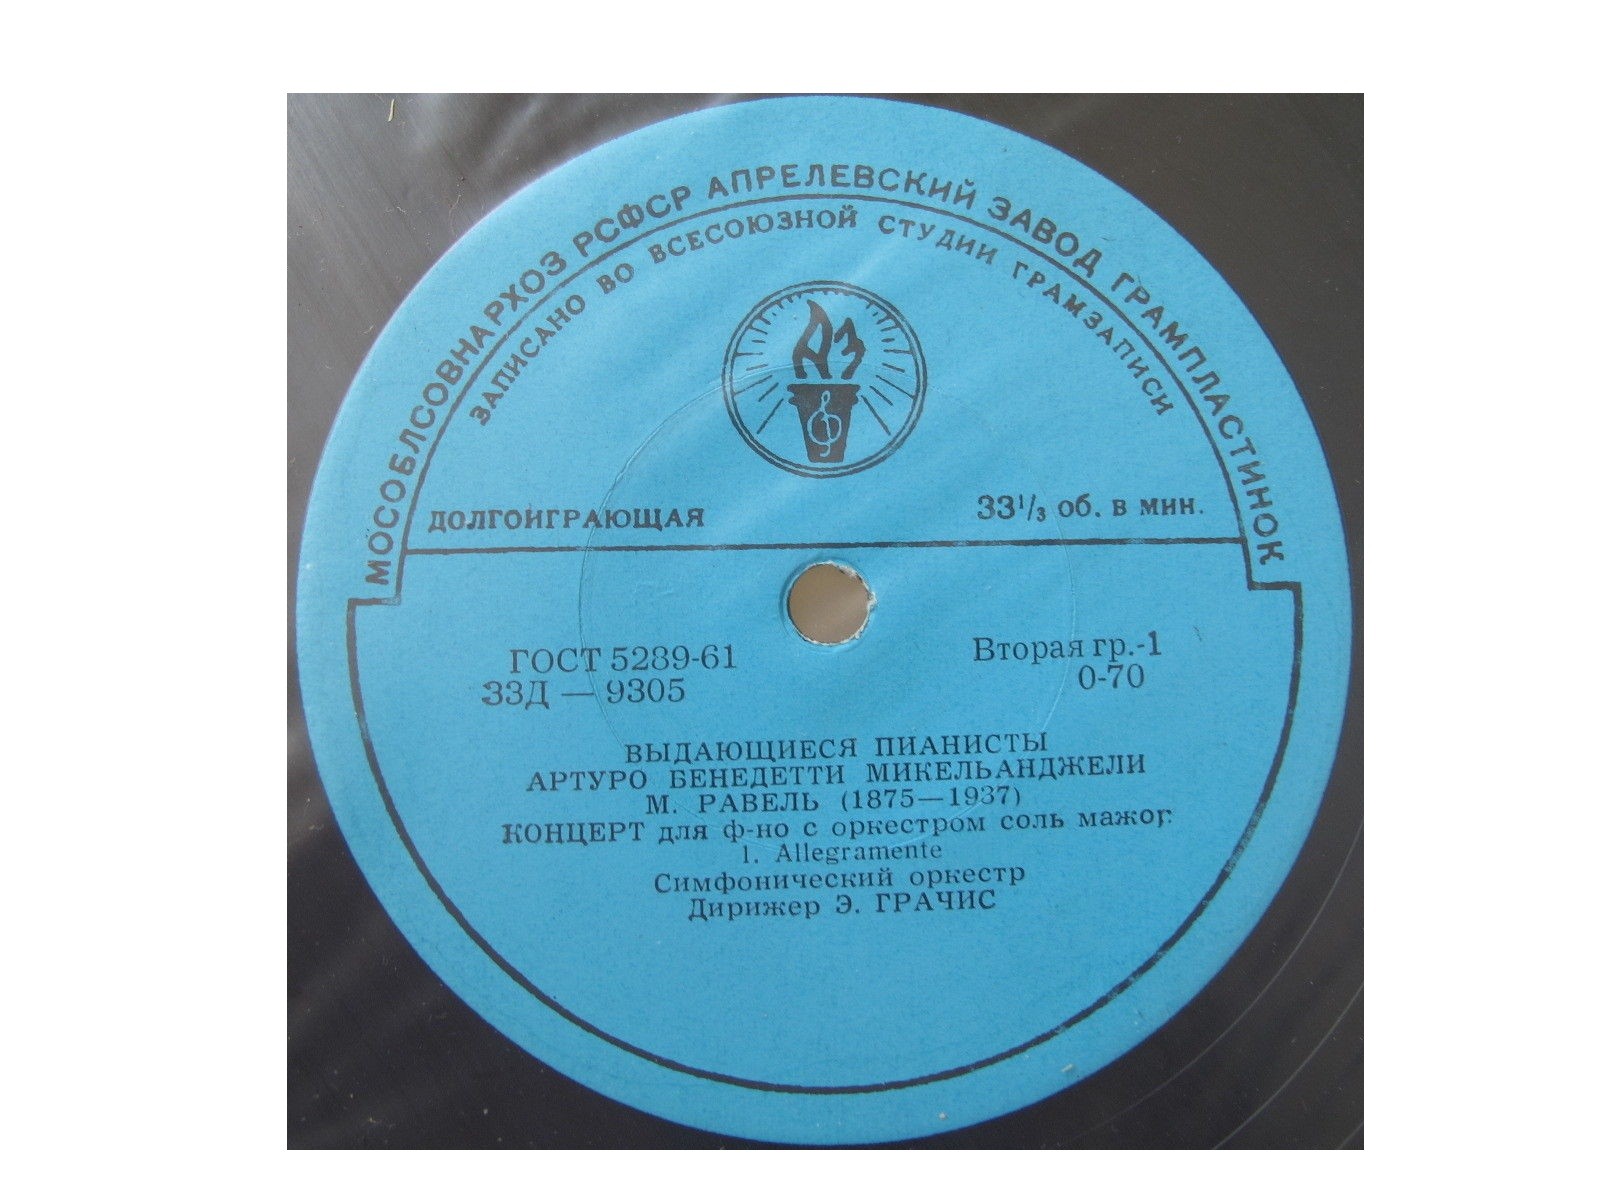 МОСОБЛСОВНАРХОЗ РСФСР АПРЕЛЕВСКИЙ ЗАВОД ГРАМПЛАСТИНОК
ЗАПИСАНО ВО ВСЕСОЮЗНОЙ СТУДИИ ГРАМЗАПИСИ
АЗ
ДОЛГОИГРАЮЩАЯ 33¹/₃ об. в мин.
ГОСТ 5289-61 Вторая гр.-1
33Д — 9305 0-70
ВЫДАЮЩИЕСЯ ПИАНИСТЫ
АРТУРО БЕНЕДЕТТИ МИКЕЛЬАНДЖЕЛИ
М. РАВЕЛЬ (1875—1937)
КОНЦЕРТ для ф-но с оркестром соль мажор:
1. Allegramente
Симфонический оркестр
Дирижер Э. ГРАЧИС